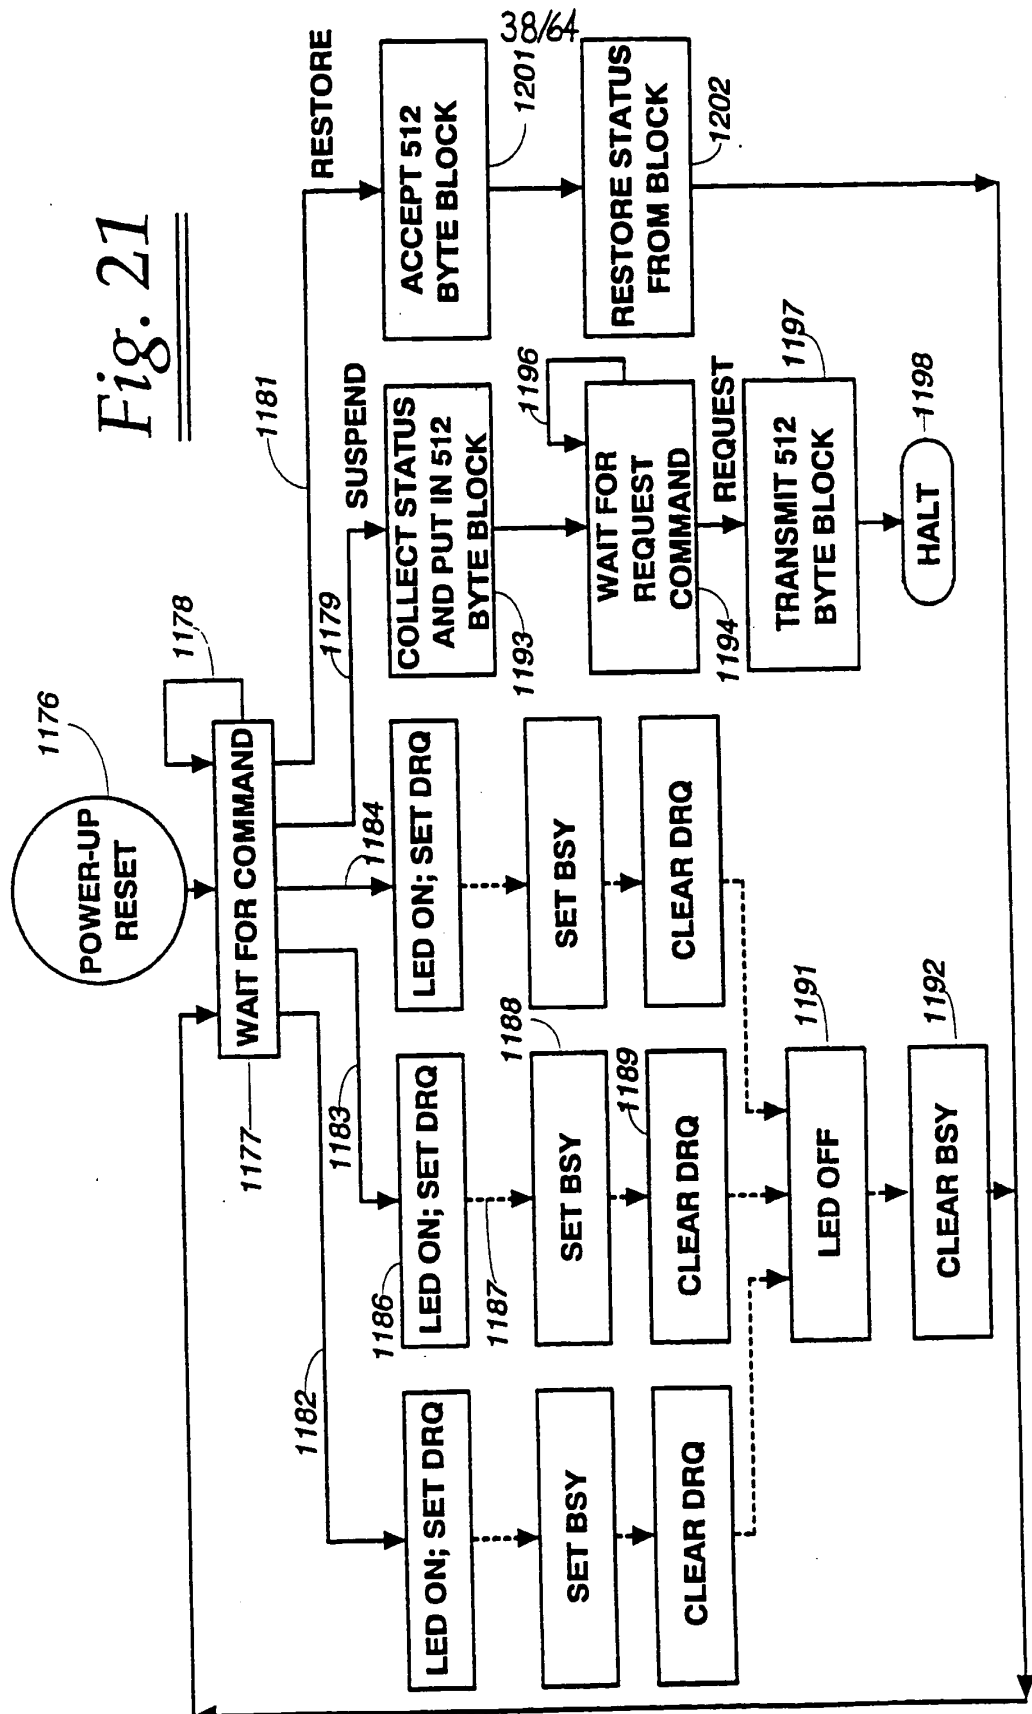 38/64
Fig. 21
POWER-UP
RESET
1176
WAIT FOR COMMAND
1177
1178
1182
1183
1184
1179
SUSPEND
1181
RESTORE
LED ON; SET DRQ
SET BSY
CLEAR DRQ
1186
LED ON; SET DRQ
1187
SET BSY
1188
CLEAR DRQ
1189
LED ON; SET DRQ
SET BSY
CLEAR DRQ
LED OFF
1191
CLEAR BSY
1192
COLLECT STATUS
AND PUT IN 512
BYTE BLOCK
1193
WAIT FOR
REQUEST
COMMAND
1194
1196
REQUEST
TRANSMIT 512
BYTE BLOCK
1197
HALT
1198
ACCEPT 512
BYTE BLOCK
1201
RESTORE STATUS
FROM BLOCK
1202